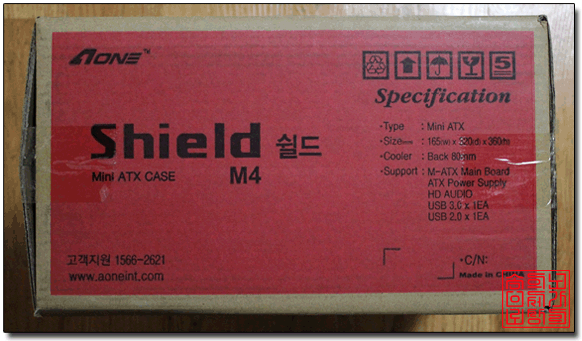 AONE™
5
Specification
Shield 쉴드
Mini ATX CASE M4
·Type : Mini ATX
·Size(mm) : 165(w) x 320(d) x 360(h)
·Cooler : Back 80mm
·Support : M-ATX Main Board
ATX Power Supply
HD AUDIO
USB 3.0 x 1EA
USB 2.0 x 1EA
고객지원 1566-2621
www.aoneint.com
·C/N:
Made in CHINA